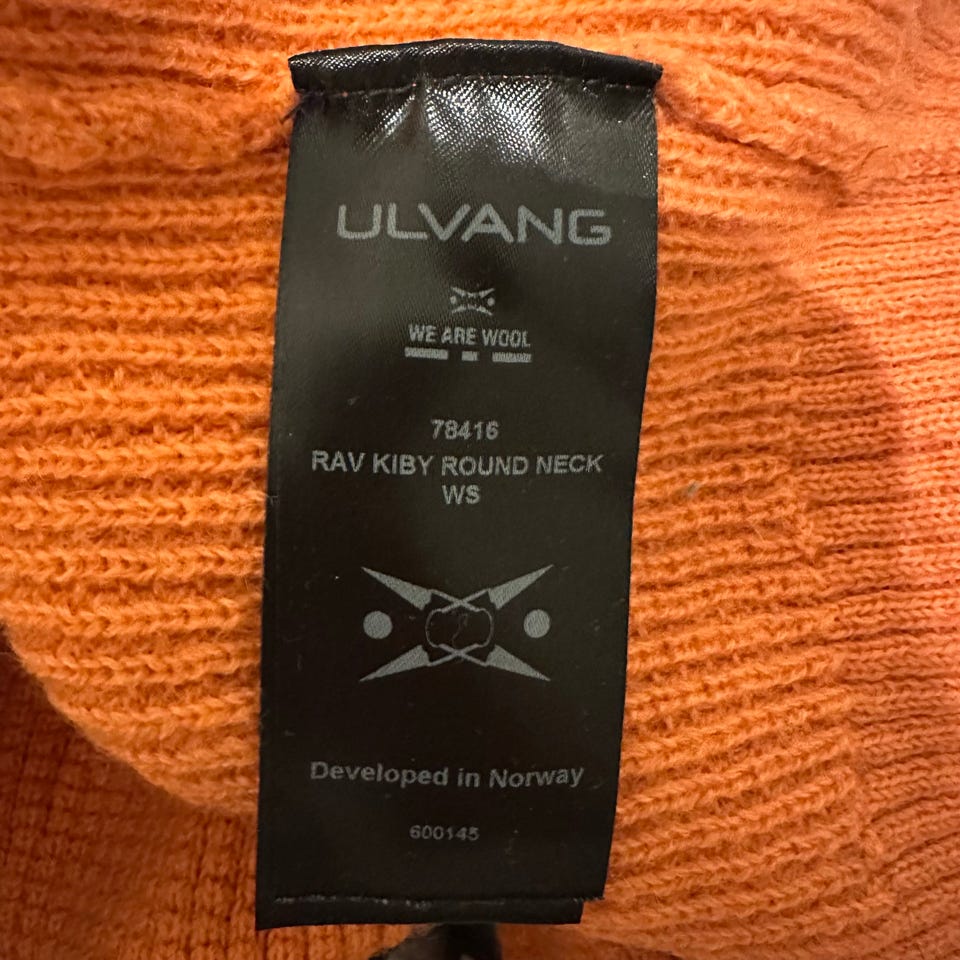 ULVANG
WE ARE WOOL
78416
RAV KIBY ROUND NECK
WS
Developed in Norway
600145